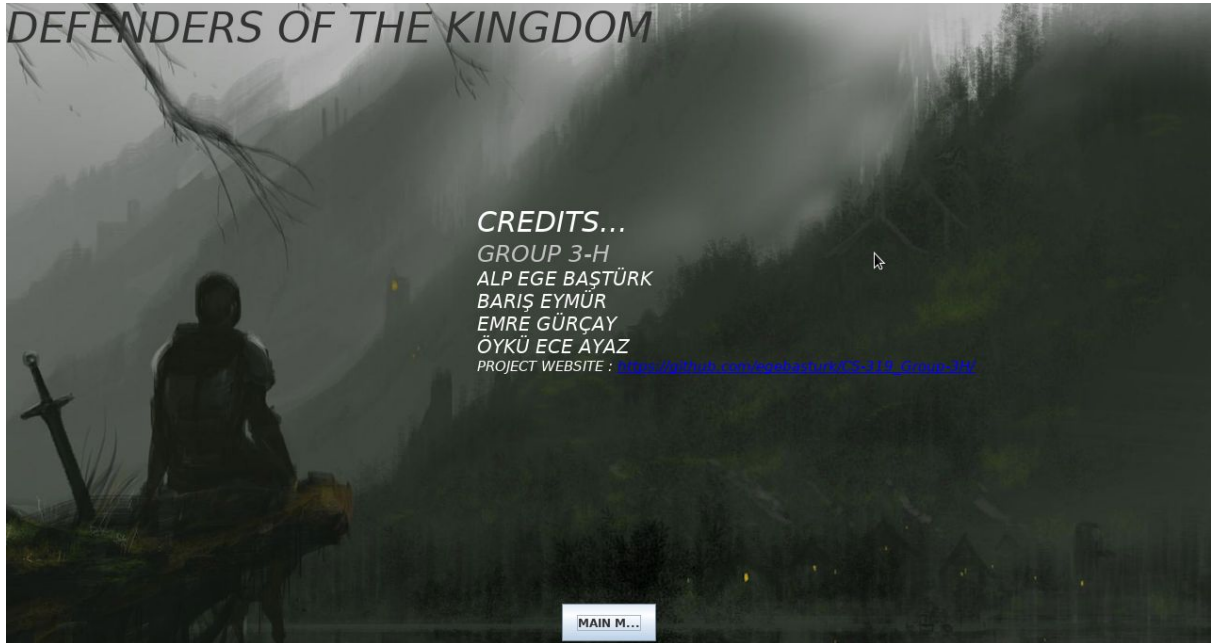 DEFENDERS OF THE KINGDOM
CREDITS...
GROUP 3-H
ALP EGE BAŞTÜRK
BARIŞ EYMÜR
EMRE GÜRÇAY
ÖYKÜ ECE AYAZ
PROJECT WEBSITE : https://github.com/egebasturk/CS-319_Group-3H/
MAIN M...